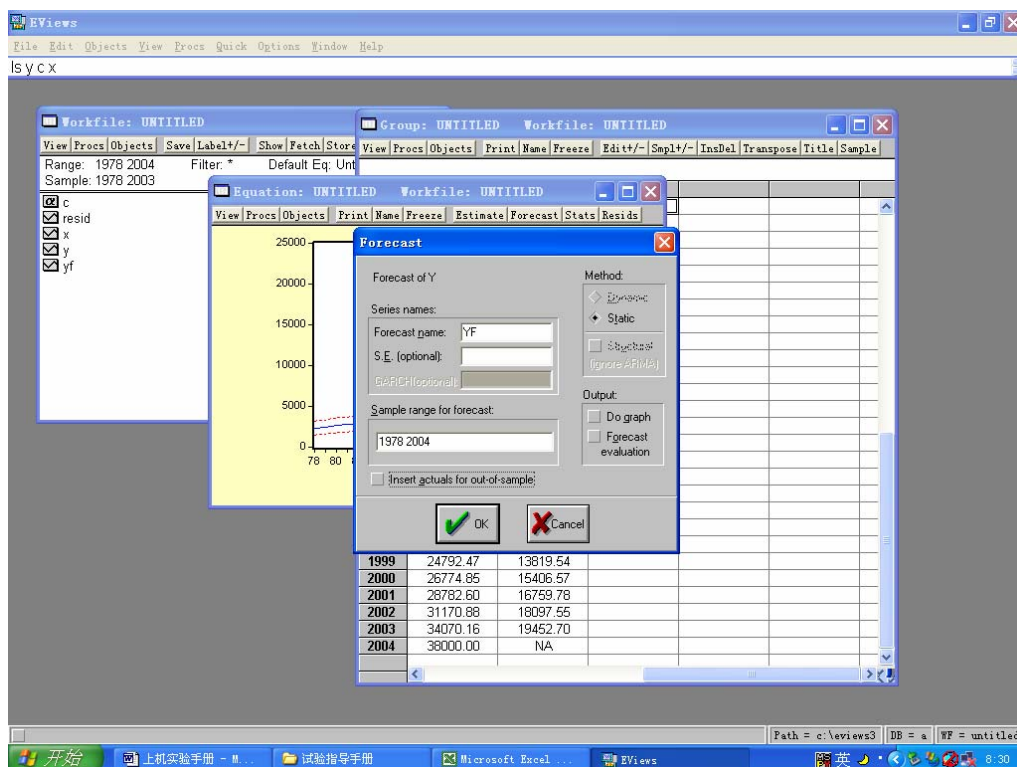 EViews
File Edit Objects View Procs Quick Options Window Help
ls y c x
Workfile: UNTITLED
View Procs Objects Save Label+/- Show Fetch Store
Range: 1978 2004 Filter: * Default Eq: Unt
Sample: 1978 2003
c
resid
x
y
yf
Group: UNTITLED Workfile: UNTITLED
View Procs Objects Print Name Freeze Edit+/- Smpl+/- InsDel Transpose Title Sample
Equation: UNTITLED Workfile: UNTITLED
View Procs Objects Print Name Freeze Estimate Forecast Stats Resids
25000
20000
15000
10000
5000
0
78 80
Forecast
Forecast of Y
Series names:
Forecast name: YF
S.E. (optional):
GARCH(optional):
Sample range for forecast:
1978 2004
Insert actuals for out-of-sample
Method:
Dynamic
Static
Structural
(ignore ARMA)
Output:
Do graph
Forecast
evaluation
OK
Cancel
1999 24792.47 13819.54
2000 26774.85 15406.57
2001 28782.60 16759.78
2002 31170.88 18097.55
2003 34070.16 19452.70
2004 38000.00 NA
Path = c:\eviews3 DB = a WF = untitled
开始 上机实验手册 - M... 试验指导手册 Microsoft Excel ... EViews 英 8:30